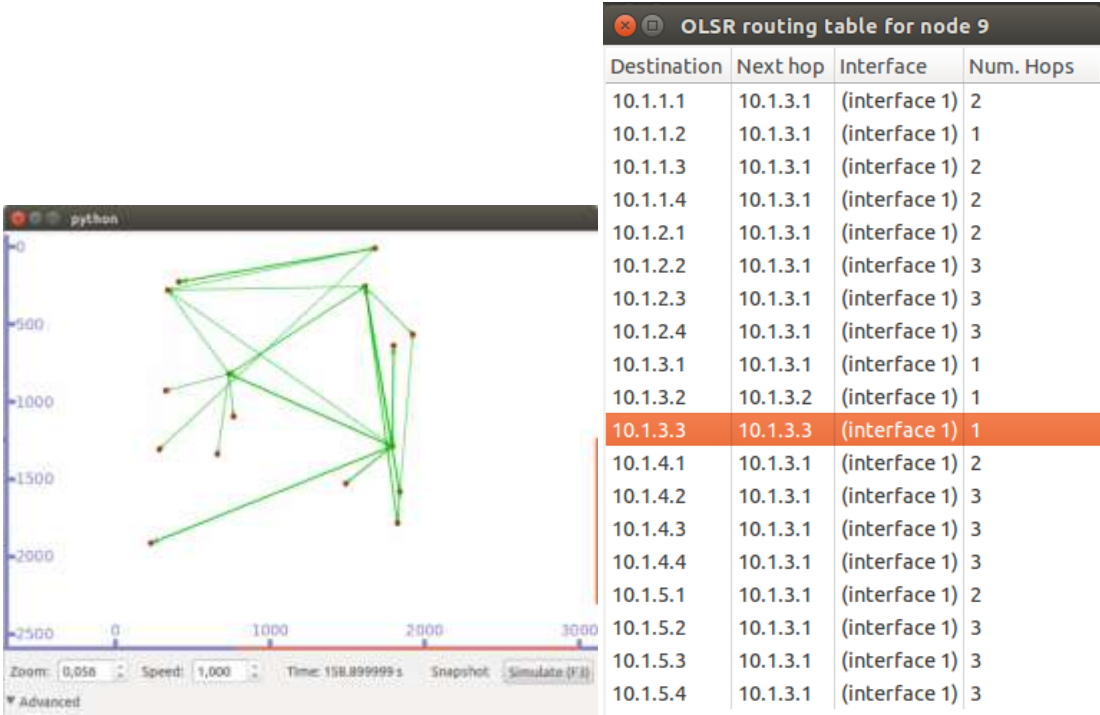 python
0
500
1000
1500
2000
2500
0 1000 2000 3000
Zoom: 0,056 Speed: 1,000 Time: 158.899999 s Snapshot Simulate (F3)
Advanced
OLSR routing table for node 9
Destination Next hop Interface Num. Hops
10.1.1.1 10.1.3.1 (interface 1) 2
10.1.1.2 10.1.3.1 (interface 1) 1
10.1.1.3 10.1.3.1 (interface 1) 2
10.1.1.4 10.1.3.1 (interface 1) 2
10.1.2.1 10.1.3.1 (interface 1) 2
10.1.2.2 10.1.3.1 (interface 1) 3
10.1.2.3 10.1.3.1 (interface 1) 3
10.1.2.4 10.1.3.1 (interface 1) 3
10.1.3.1 10.1.3.1 (interface 1) 1
10.1.3.2 10.1.3.2 (interface 1) 1
10.1.3.3 10.1.3.3 (interface 1) 1
10.1.4.1 10.1.3.1 (interface 1) 2
10.1.4.2 10.1.3.1 (interface 1) 3
10.1.4.3 10.1.3.1 (interface 1) 3
10.1.4.4 10.1.3.1 (interface 1) 3
10.1.5.1 10.1.3.1 (interface 1) 2
10.1.5.2 10.1.3.1 (interface 1) 3
10.1.5.3 10.1.3.1 (interface 1) 3
10.1.5.4 10.1.3.1 (interface 1) 3